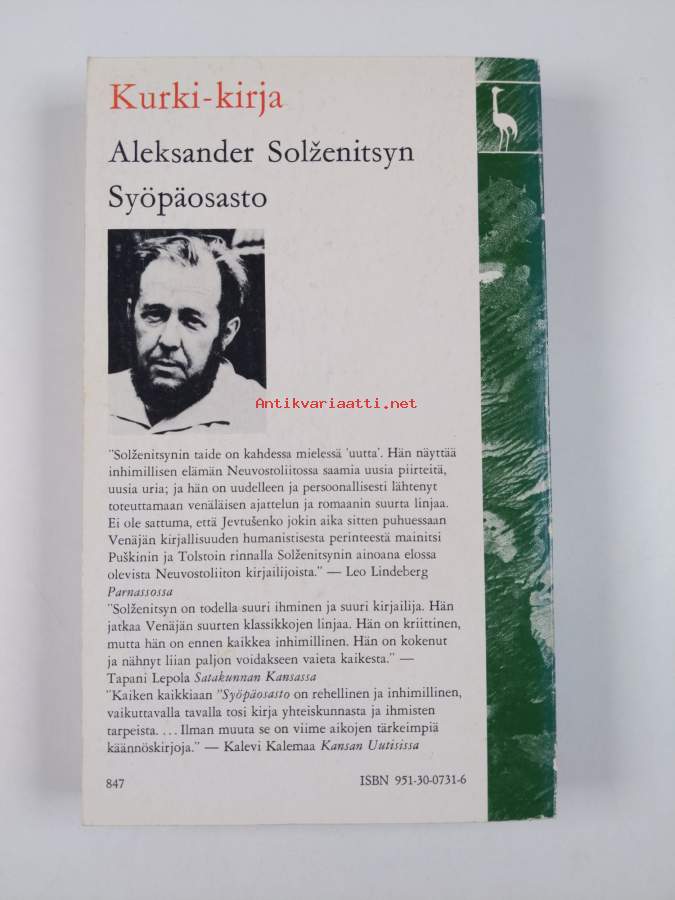 Kurki-kirja
Aleksander Solženitsyn
Syöpäosasto
Antikvariaatti.net
"Solženitsynin taide on kahdessa mielessä 'uutta'. Hän näyttää
inhimillisen elämän Neuvostoliitossa saamia uusia piirteitä,
uusia uria; ja hän on uudelleen ja persoonallisesti lähtenyt
toteuttamaan venäläisen ajattelun ja romaanin suurta linjaa.
Ei ole sattuma, että Jevtušenko jokin aika sitten puhuessaan
Venäjän kirjallisuuden humanistisesta perinteestä mainitsi
Puškinin ja Tolstoin rinnalla Solženitsynin ainoana elossa
olevista Neuvostoliiton kirjailijoista." — Leo Lindeberg
Parnassossa
"Solženitsyn on todella suuri ihminen ja suuri kirjailija. Hän
jatkaa Venäjän suurten klassikkojen linjaa. Hän on kriittinen,
mutta hän on ennen kaikkea inhimillinen. Hän on kokenut
ja nähnyt liian paljon voidakseen vaieta kaikesta." —
Tapani Lepola Satakunnan Kansassa
"Kaiken kaikkiaan "Syöpäosasto on rehellinen ja inhimillinen,
vaikuttavalla tavalla tosi kirja yhteiskunnasta ja ihmisten
tarpeista. ... Ilman muuta se on viime aikojen tärkeimpiä
käännöskirjoja." — Kalevi Kalemaa Kansan Uutisissa
847
ISBN 951-30-0731-6